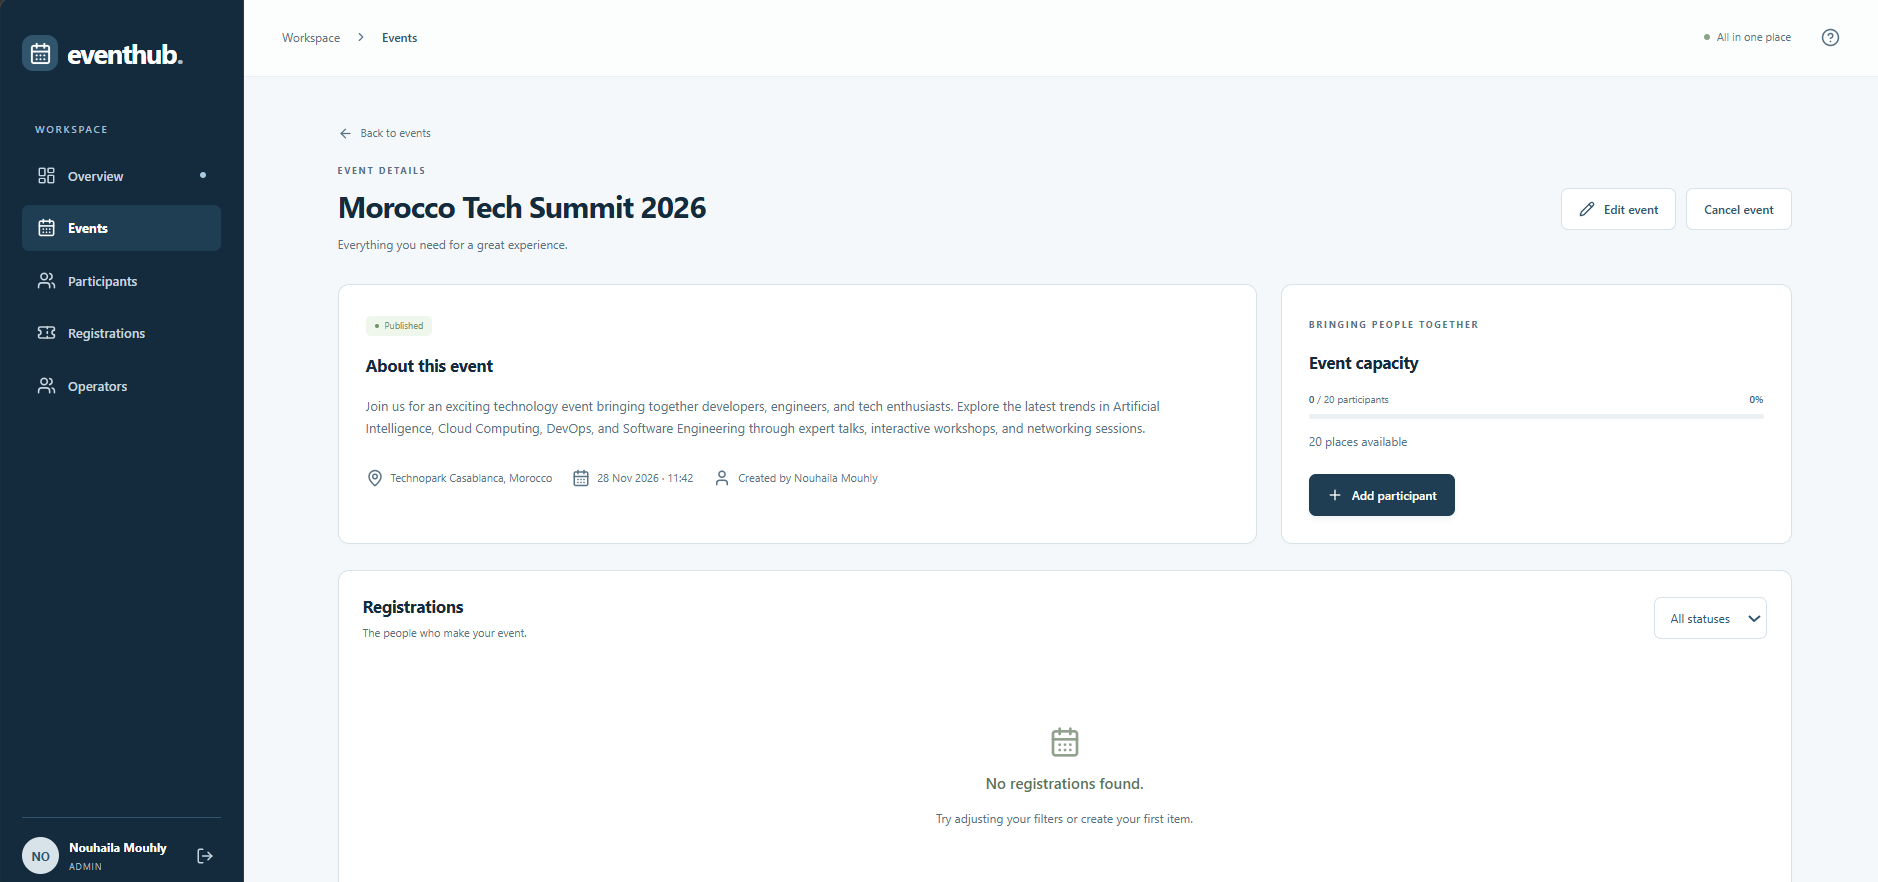 eventhub.
Workspace > Events
All in one place
WORKSPACE
Overview
Events
Participants
Registrations
Operators
Back to events
EVENT DETAILS
Morocco Tech Summit 2026
Everything you need for a great experience.
Edit event
Cancel event
Published
About this event
Join us for an exciting technology event bringing together developers, engineers, and tech enthusiasts. Explore the latest trends in Artificial
Intelligence, Cloud Computing, DevOps, and Software Engineering through expert talks, interactive workshops, and networking sessions.
Technopark Casablanca, Morocco
28 Nov 2026 · 11:42
Created by Nouhaila Mouhly
BRINGING PEOPLE TOGETHER
Event capacity
0 / 20 participants
0%
20 places available
+ Add participant
Registrations
The people who make your event.
All statuses
No registrations found.
Try adjusting your filters or create your first item.
NO
Nouhaila Mouhly
ADMIN